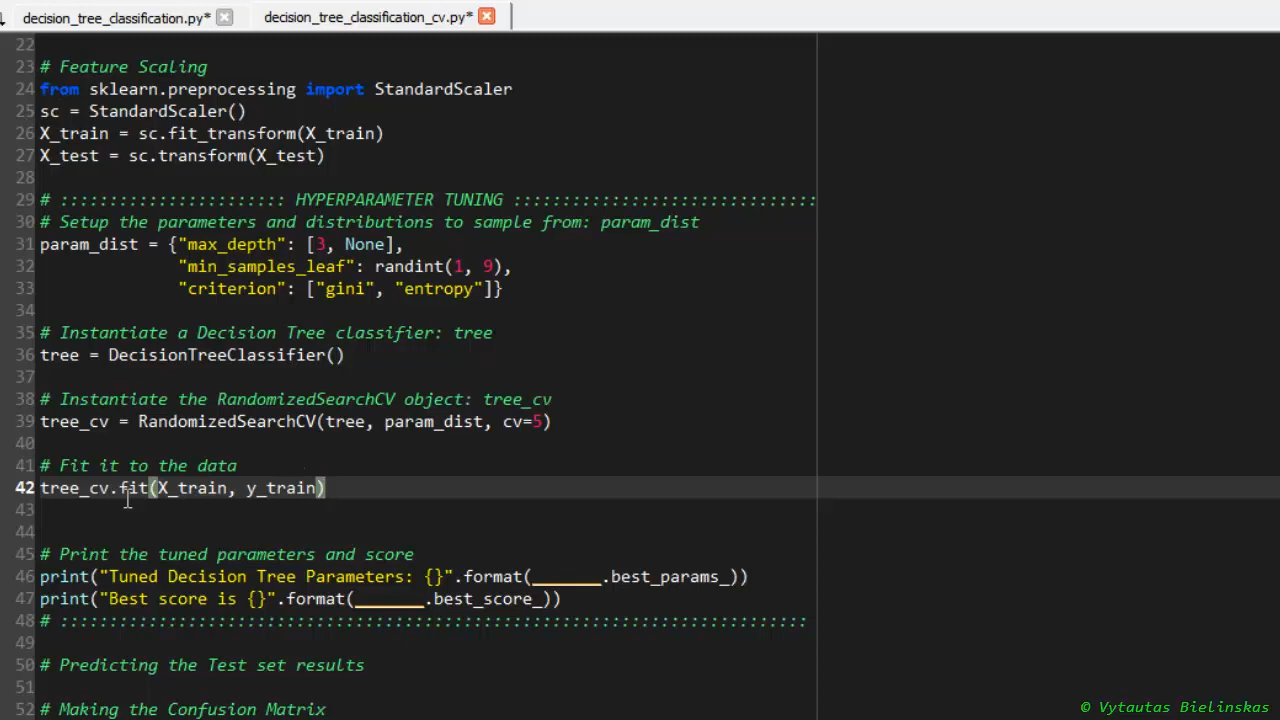 decision_tree_classification.py*
decision_tree_classification_cv.py*
22
23 # Feature Scaling
24 from sklearn.preprocessing import StandardScaler
25 sc = StandardScaler()
26 X_train = sc.fit_transform(X_train)
27 X_test = sc.transform(X_test)
28
29 # ::::::::::::::::::::::: HYPERPARAMETER TUNING :::::::::::::::::::::::::::::::
30 # Setup the parameters and distributions to sample from: param_dist
31 param_dist = {"max_depth": [3, None],
32 "min_samples_leaf": randint(1, 9),
33 "criterion": ["gini", "entropy"]}
34
35 # Instantiate a Decision Tree classifier: tree
36 tree = DecisionTreeClassifier()
37
38 # Instantiate the RandomizedSearchCV object: tree_cv
39 tree_cv = RandomizedSearchCV(tree, param_dist, cv=5)
40
41 # Fit it to the data
42 tree_cv.fit(X_train, y_train)
43
44
45 # Print the tuned parameters and score
46 print("Tuned Decision Tree Parameters: {}".format(_______.best_params_))
47 print("Best score is {}".format(_______.best_score_))
48 # ::::::::::::::::::::::::::::::::::::::::::::::::::::::::::::::::::::::::::::
49
50 # Predicting the Test set results
51
52 # Making the Confusion Matrix
© Vytautas Bielinskas